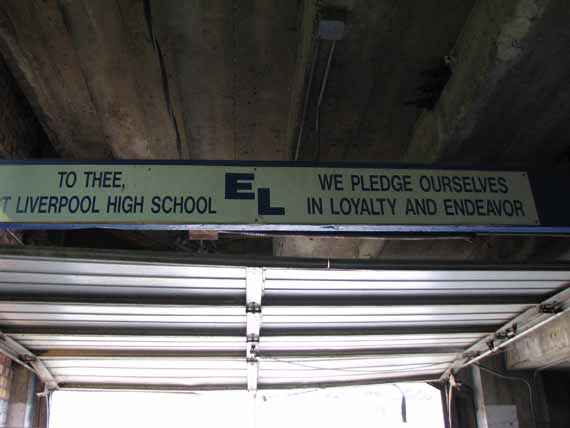 TO THEE,
T LIVERPOOL HIGH SCHOOL
EL
WE PLEDGE OURSELVES
IN LOYALTY AND ENDEAVOR